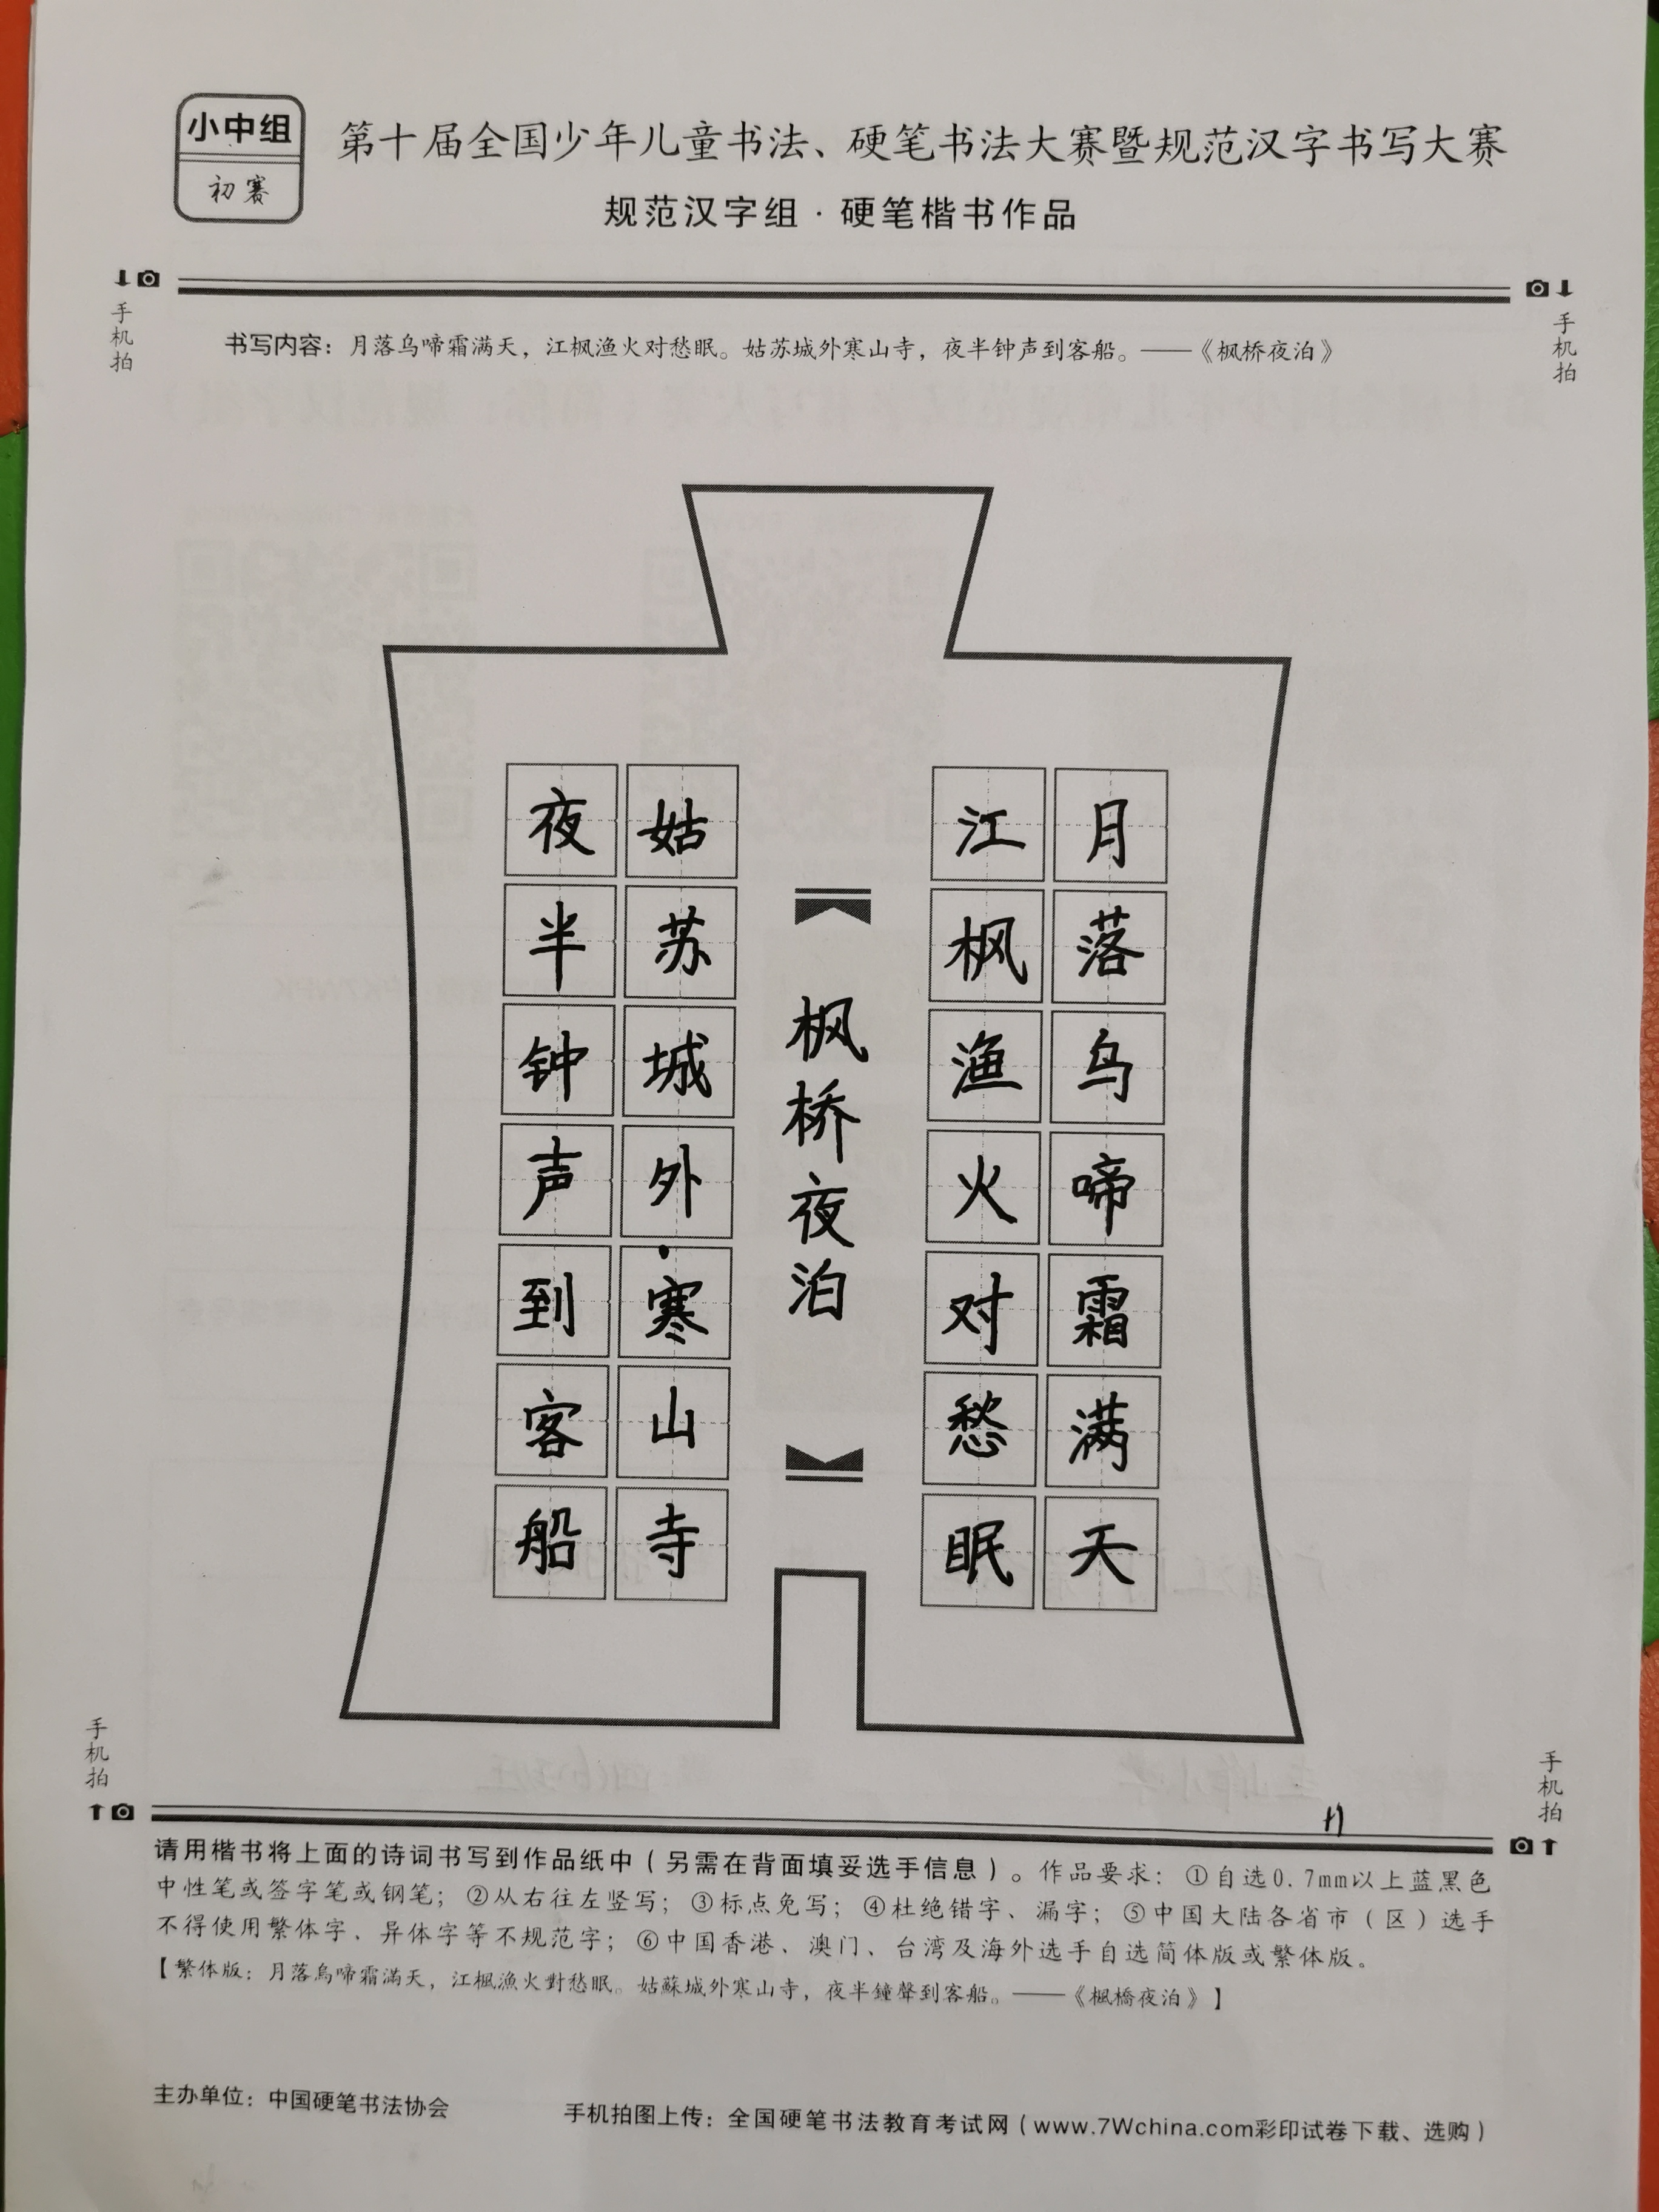 小中组
初赛
第十届全国少年儿童书法、硬笔书法大赛暨规范汉字书写大赛
规范汉字组·硬笔楷书作品
手机拍
手机拍
书写内容：月落乌啼霜满天，江枫渔火对愁眠。姑苏城外寒山寺，夜半钟声到客船。——《枫桥夜泊》
月落乌啼霜满天
江枫渔火对愁眠
枫桥夜泊
姑苏城外寒山寺
夜半钟声到客船
手机拍
手机拍
请用楷书将上面的诗词书写到作品纸中（另需在背面填妥选手信息）。作品要求：①自选0.7mm以上蓝黑色
中性笔或签字笔或钢笔；②从右往左竖写；③标点免写；④杜绝错字、漏字；⑤中国大陆各省市（区）选手
不得使用繁体字、异体字等不规范字；⑥中国香港、澳门、台湾及海外选手自选简体版或繁体版。
【繁体版：月落烏啼霜滿天，江楓漁火對愁眠。姑蘇城外寒山寺，夜半鐘聲到客船。——《楓橋夜泊》】
主办单位：中国硬笔书法协会
手机拍图上传：全国硬笔书法教育考试网（www.7Wchina.com彩印试卷下载、选购）